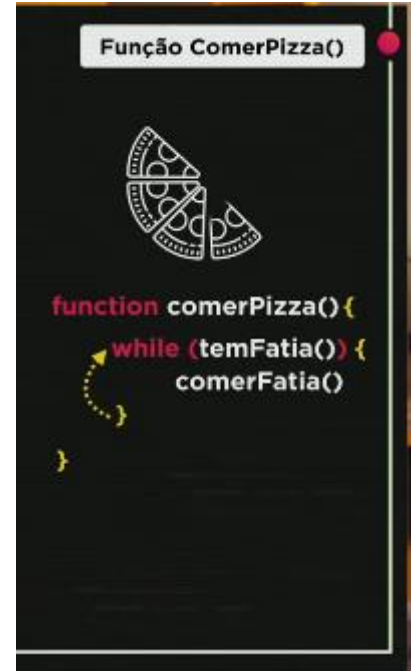 Função ComerPizza()
function comerPizza() {
while (temFatia()) {
comerFatia()
}
}